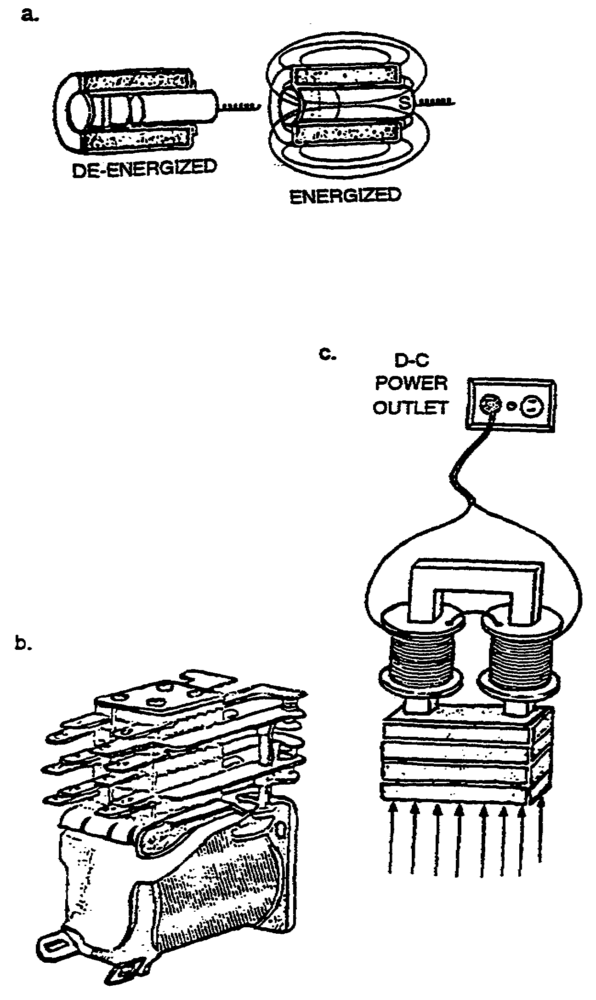 a.
S
DE-ENERGIZED
ENERGIZED
c.
D-C
POWER
OUTLET
b.